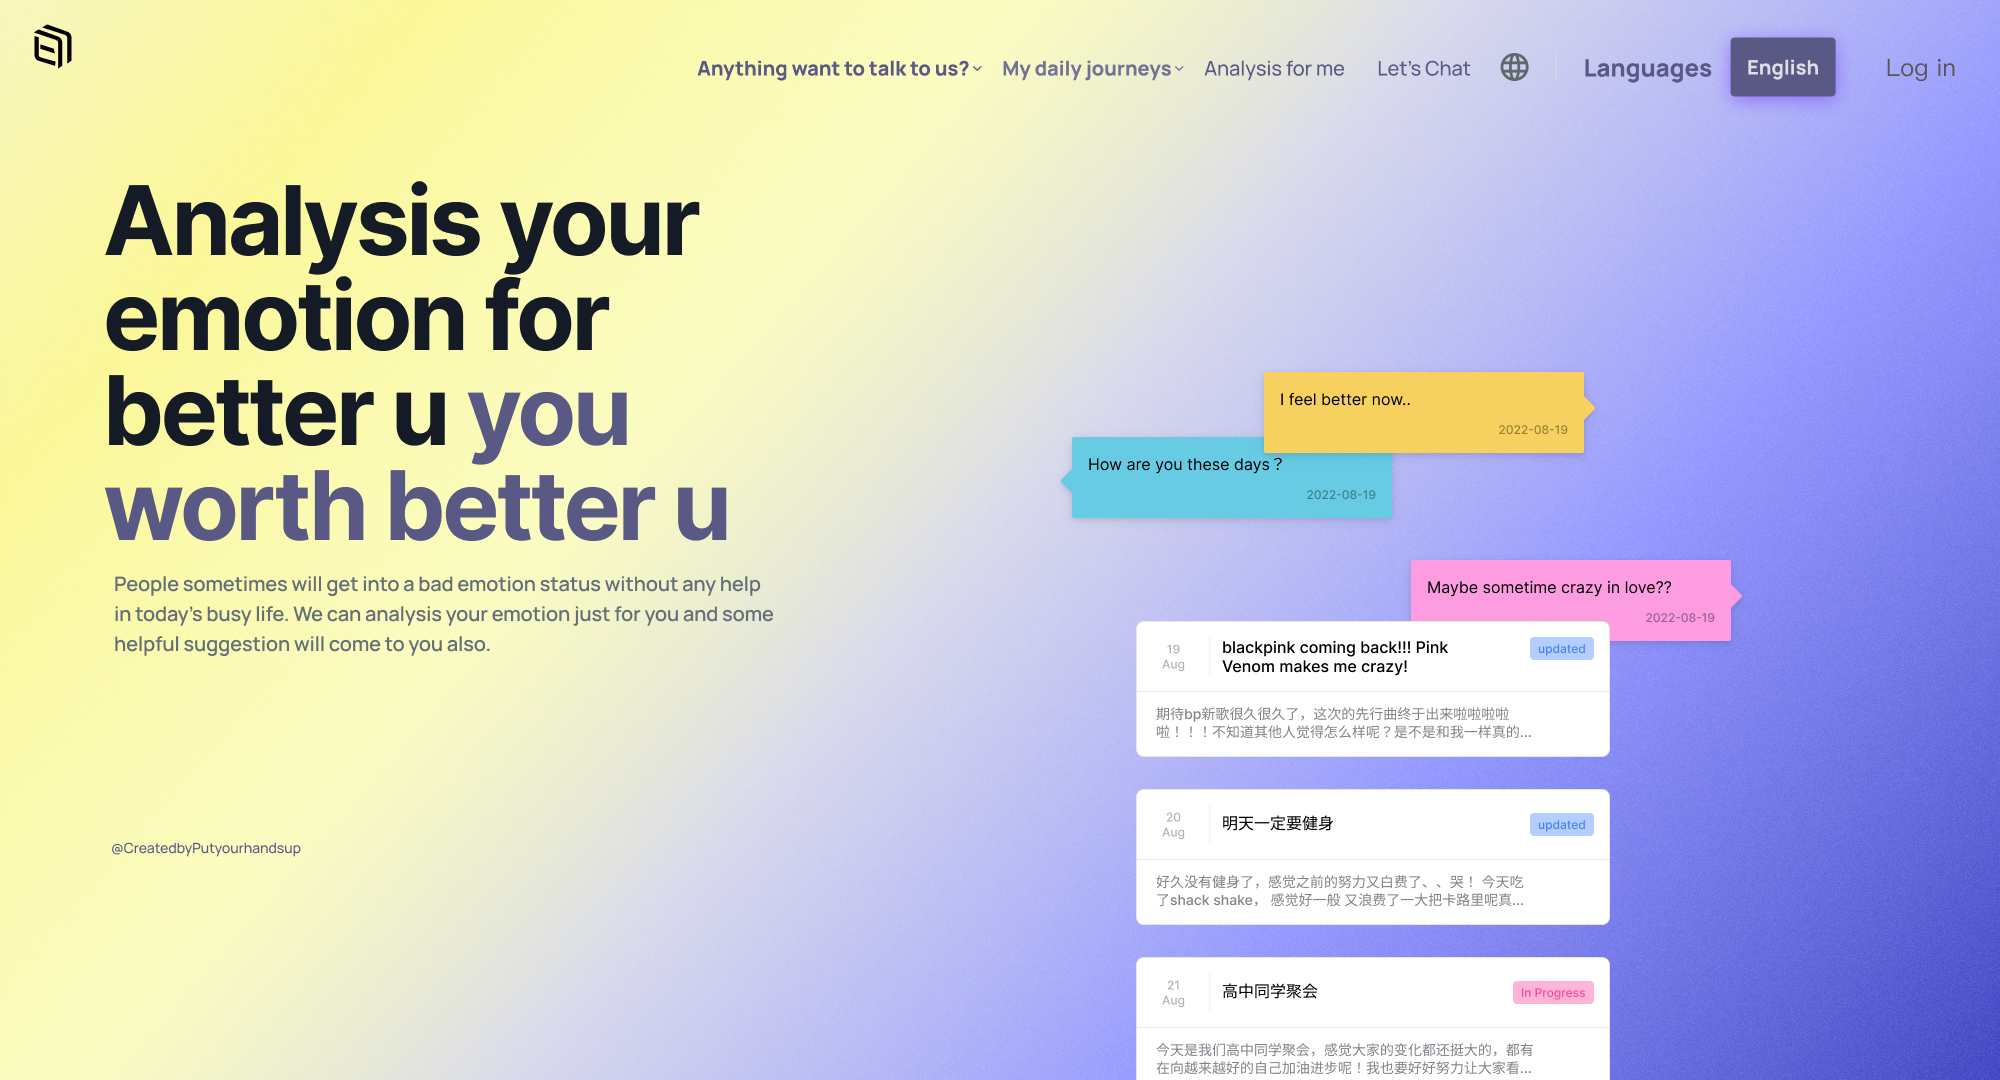 Anything want to talk to us?
My daily journeys
Analysis for me
Let's Chat
Languages
English
Log in
Analysis your
emotion for
better u you
worth better u
People sometimes will get into a bad emotion status without any help
in today's busy life. We can analysis your emotion just for you and some
helpful suggestion will come to you also.
@CreatedbyPutyourhandsup
I feel better now..
2022-08-19
How are you these days？
2022-08-19
Maybe sometime crazy in love??
2022-08-19
19
Aug
blackpink coming back!!! Pink
Venom makes me crazy!
updated
期待bp新歌很久很久了，这次的先行曲终于出来啦啦啦啦
啦！！！不知道其他人觉得怎么样呢？是不是和我一样真的...
20
Aug
明天一定要健身
updated
好久没有健身了，感觉之前的努力又白费了、、哭！ 今天吃
了shack shake， 感觉好一般 又浪费了一大把卡路里呢真...
21
Aug
高中同学聚会
In Progress
今天是我们高中同学聚会，感觉大家的变化都还挺大的，都有
在向越来越好的自己加油进步呢！我也要好好努力让大家看...